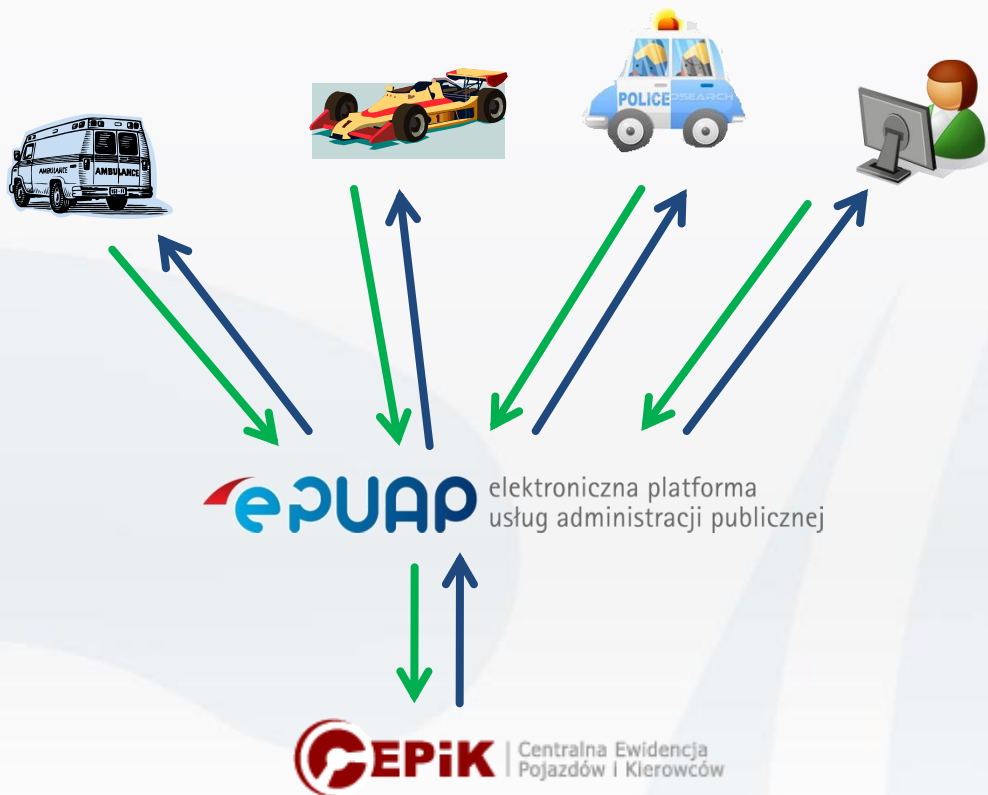 AMBULANCE
AMBULANCE
POLICE
ePUAP
elektroniczna platforma
usług administracji publicznej
CEPiK
Centralna Ewidencja
Pojazdów i Kierowców